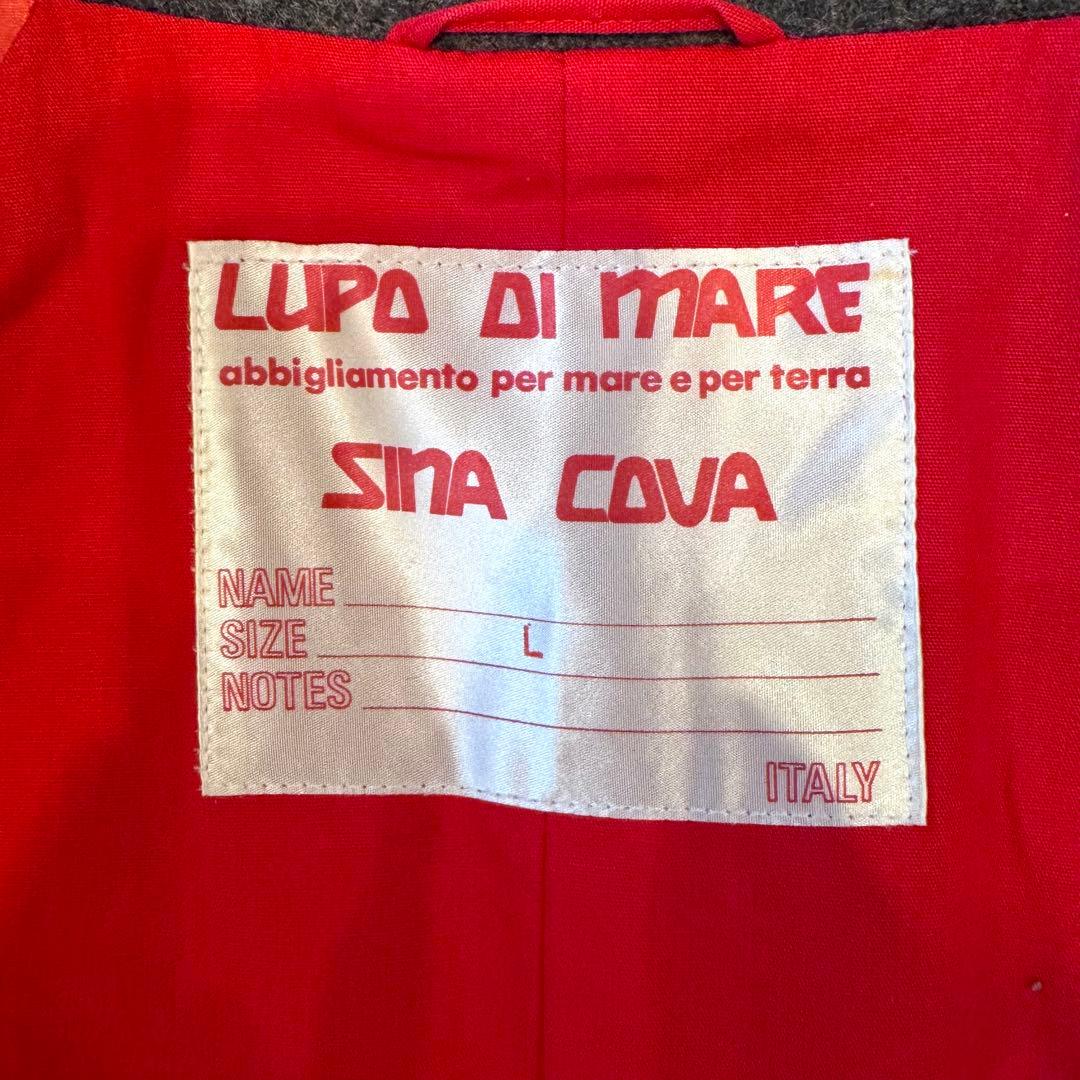 LUPO DI MARE
abbigliamento per mare e per terra
SINA COVA
NAME
SIZE L
NOTES
ITALY